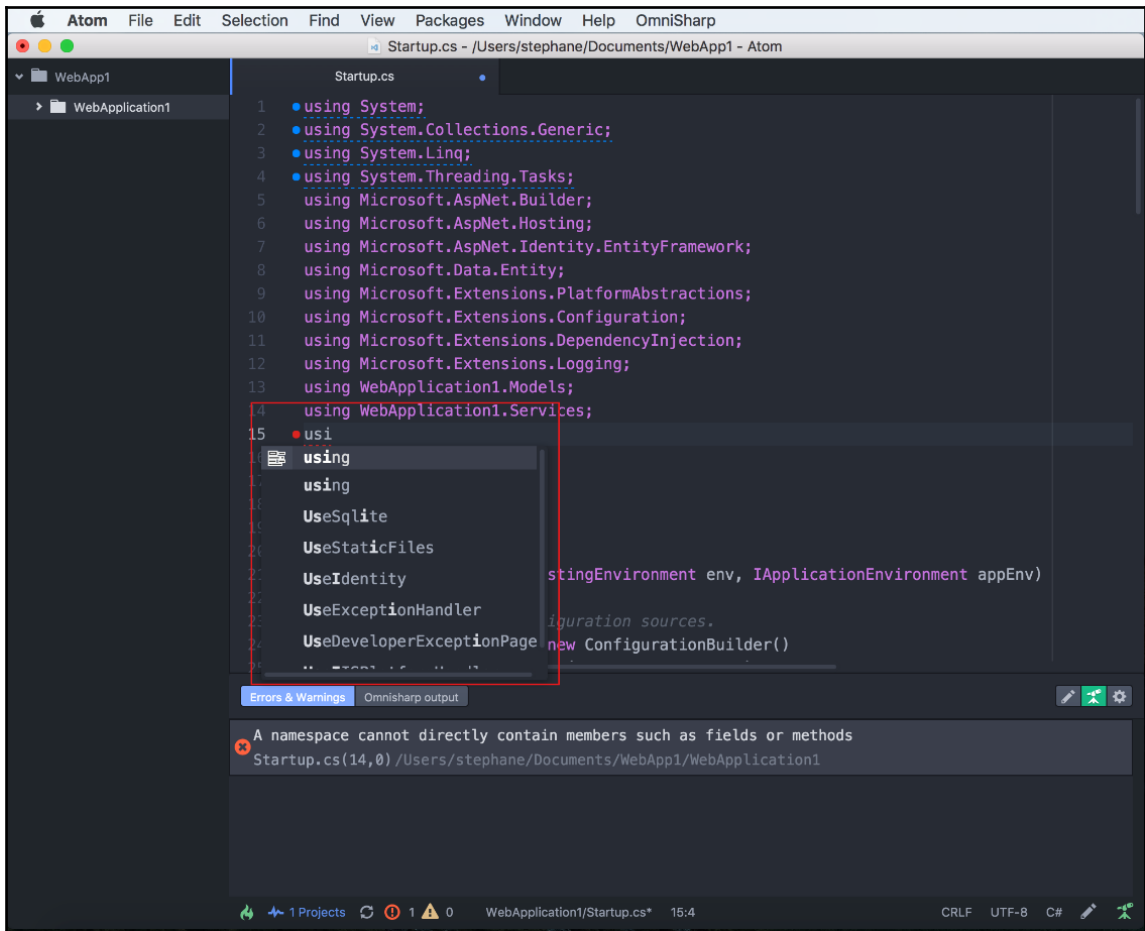 Atom File Edit Selection Find View Packages Window Help OmniSharp
Startup.cs - /Users/stephane/Documents/WebApp1 - Atom
WebApp1
WebApplication1
Startup.cs
1 using System;
2 using System.Collections.Generic;
3 using System.Linq;
4 using System.Threading.Tasks;
5 using Microsoft.AspNet.Builder;
6 using Microsoft.AspNet.Hosting;
7 using Microsoft.AspNet.Identity.EntityFramework;
8 using Microsoft.Data.Entity;
9 using Microsoft.Extensions.PlatformAbstractions;
10 using Microsoft.Extensions.Configuration;
11 using Microsoft.Extensions.DependencyInjection;
12 using Microsoft.Extensions.Logging;
13 using WebApplication1.Models;
14 using WebApplication1.Services;
15 usi
using
using
UseSqlite
UseStaticFiles
UseIdentity
stingEnvironment env, IApplicationEnvironment appEnv)
UseExceptionHandler
iguration sources.
UseDeveloperExceptionPage
new ConfigurationBuilder()
Errors & Warnings Omnisharp output
A namespace cannot directly contain members such as fields or methods
Startup.cs(14,0) /Users/stephane/Documents/WebApp1/WebApplication1
1 Projects 1 0 WebApplication1/Startup.cs* 15:4 CRLF UTF-8 C#